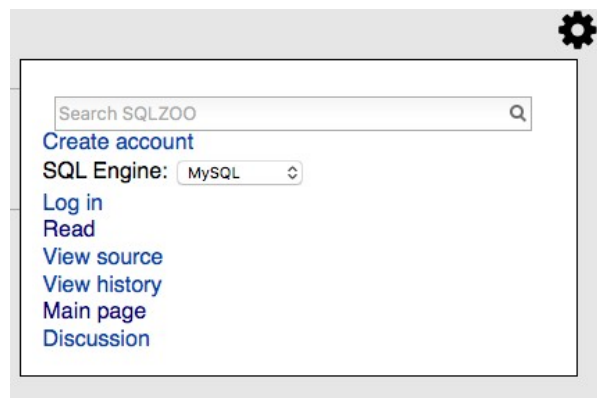 Search SQLZOO
Create account
SQL Engine: MySQL
Log in
Read
View source
View history
Main page
Discussion